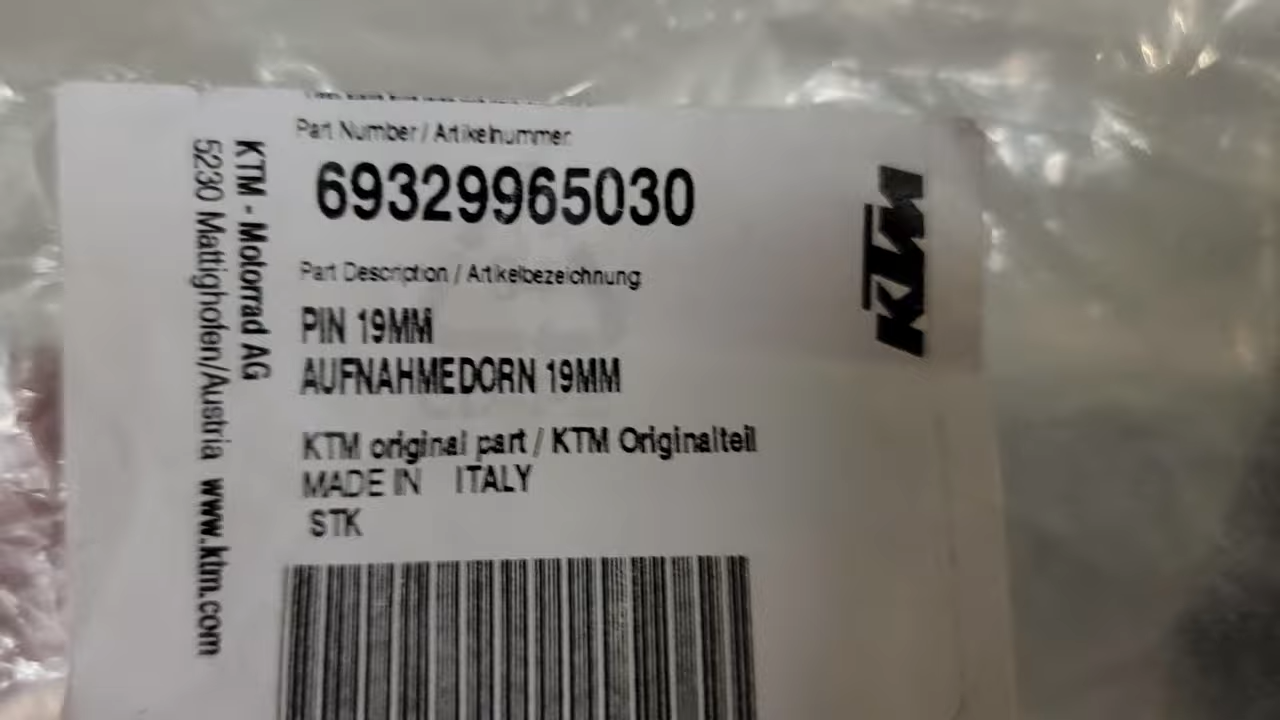 Part Number / Artikelnummer
69329965030
Part Description / Artikelbezeichnung
PIN 19MM
AUFNAHMEDORN 19MM
KTM original part / KTM Originalteil
MADE IN ITALY
STK
KTM - Motorrad AG
5230 Mattighofen/Austria www.ktm.com
KTM